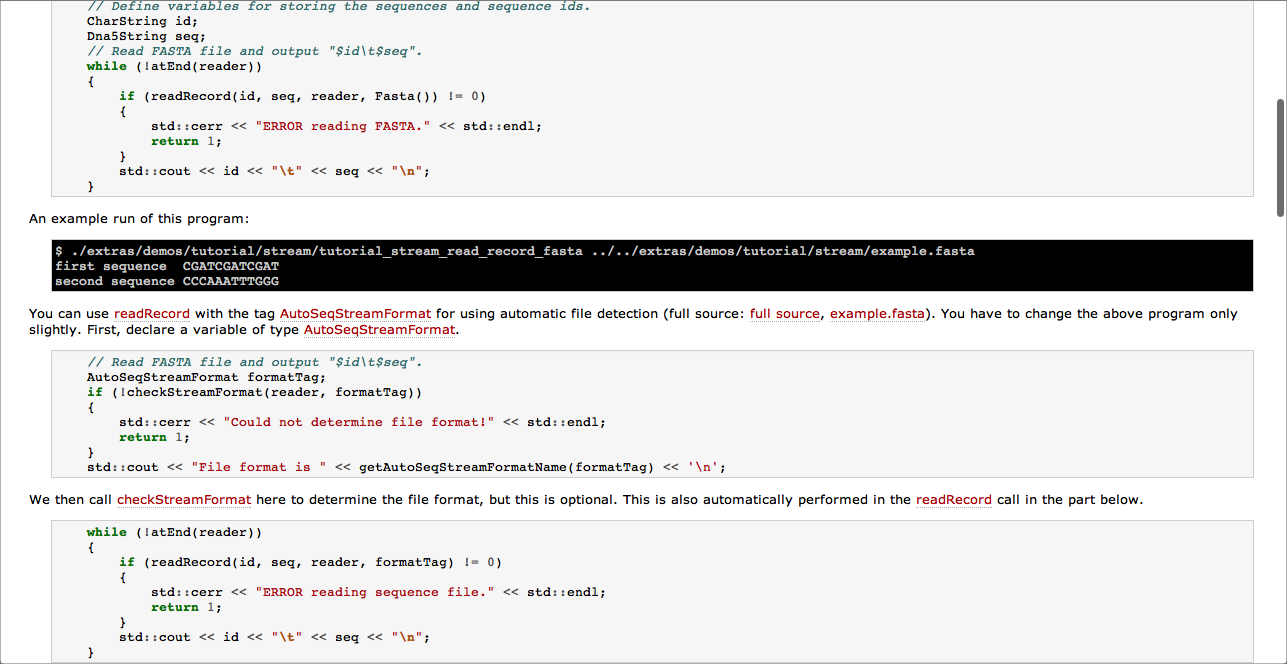 // Define variables for storing the sequences and sequence ids.
CharString id;
Dna5String seq;
// Read FASTA file and output "$id\t$seq".
while (!atEnd(reader))
{
    if (readRecord(id, seq, reader, Fasta()) != 0)
    {
        std::cerr << "ERROR reading FASTA." << std::endl;
        return 1;
    }
    std::cout << id << "\t" << seq << "\n";
}
An example run of this program:
$ ./extras/demos/tutorial/stream/tutorial_stream_read_record_fasta ../../extras/demos/tutorial/stream/example.fasta
first sequence  CGATCGATCGAT
second sequence CCCAAATTTGGG
You can use readRecord with the tag AutoSeqStreamFormat for using automatic file detection (full source: full source, example.fasta). You have to change the above program only
slightly. First, declare a variable of type AutoSeqStreamFormat.
// Read FASTA file and output "$id\t$seq".
AutoSeqStreamFormat formatTag;
if (!checkStreamFormat(reader, formatTag))
{
    std::cerr << "Could not determine file format!" << std::endl;
    return 1;
}
std::cout << "File format is " << getAutoSeqStreamFormatName(formatTag) << '\n';
We then call checkStreamFormat here to determine the file format, but this is optional. This is also automatically performed in the readRecord call in the part below.
while (!atEnd(reader))
{
    if (readRecord(id, seq, reader, formatTag) != 0)
    {
        std::cerr << "ERROR reading sequence file." << std::endl;
        return 1;
    }
    std::cout << id << "\t" << seq << "\n";
}